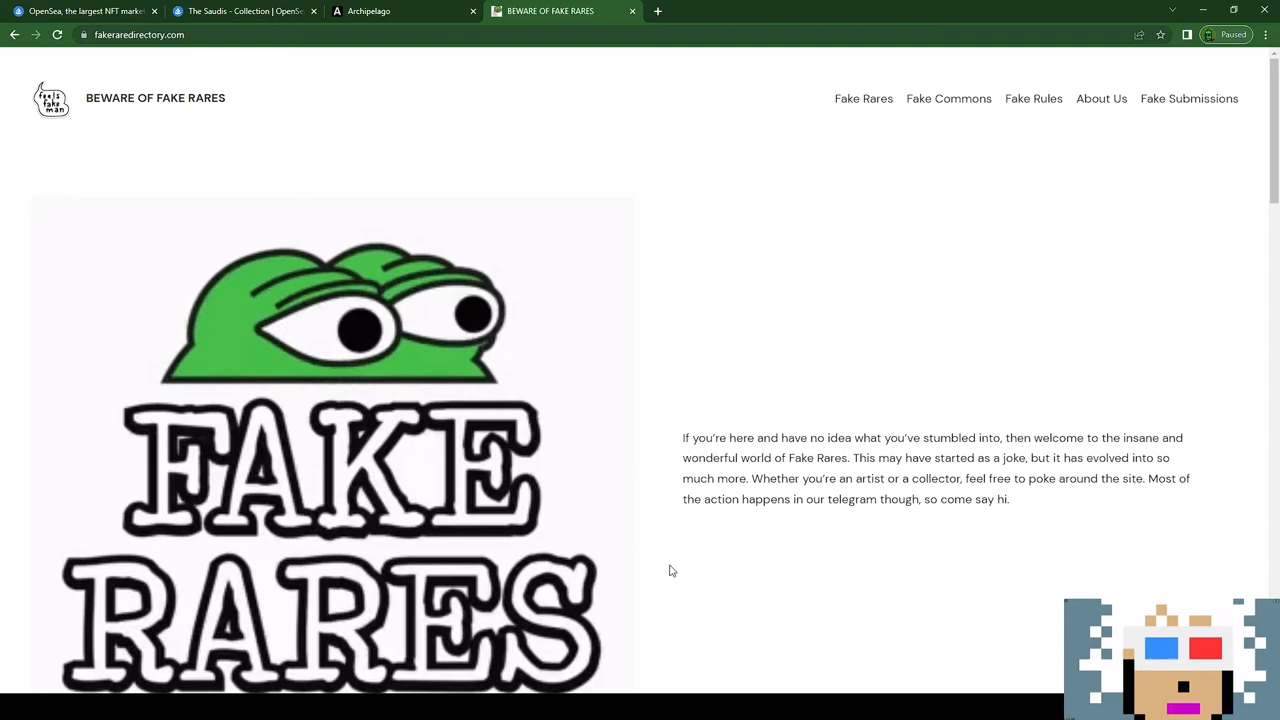 OpenSea, the largest NFT market
The Saudis - Collection | OpenSe
Archipelago
BEWARE OF FAKE RARES
fakeraredirectory.com
Paused
feels
fake
man
BEWARE OF FAKE RARES
Fake Rares
Fake Commons
Fake Rules
About Us
Fake Submissions
FAKE
RARES
If you're here and have no idea what you've stumbled into, then welcome to the insane and
wonderful world of Fake Rares. This may have started as a joke, but it has evolved into so
much more. Whether you're an artist or a collector, feel free to poke around the site. Most of
the action happens in our telegram though, so come say hi.